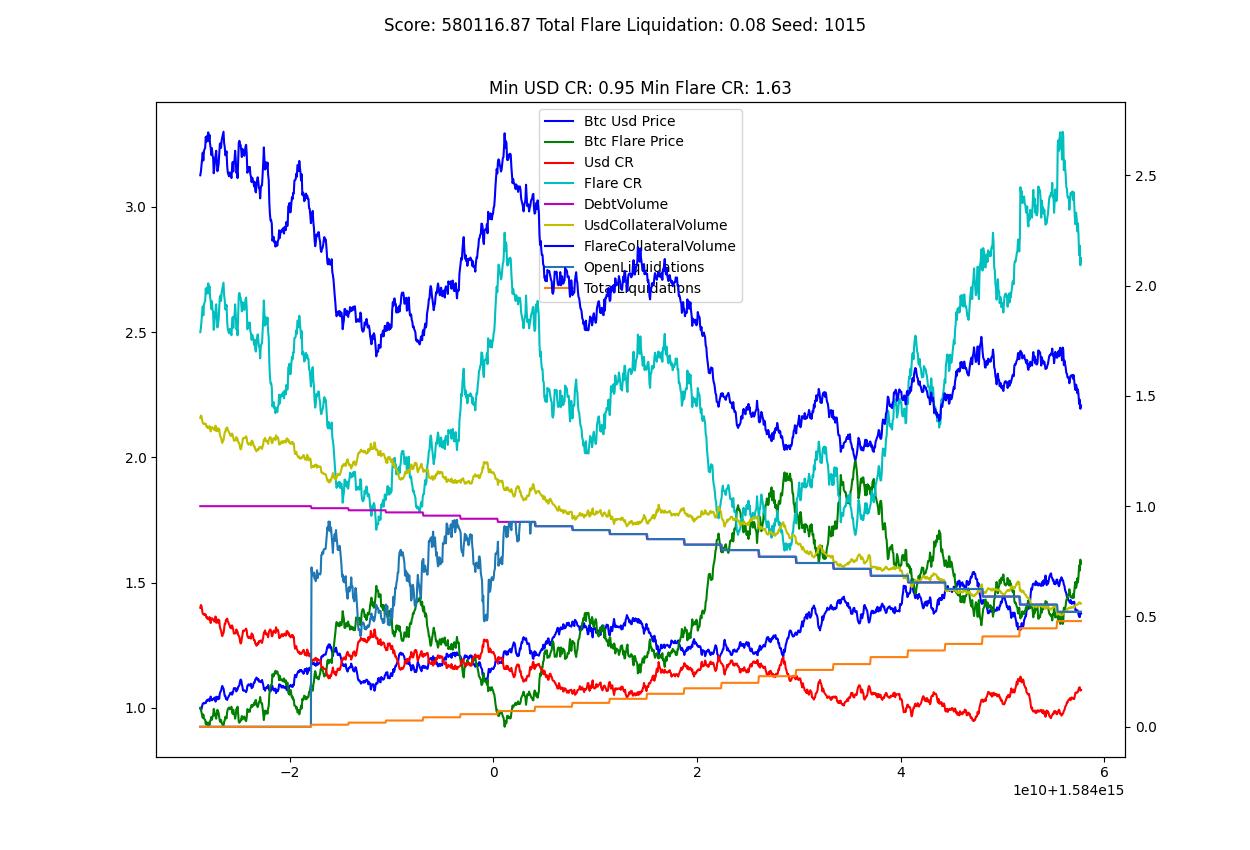 Score: 580116.87 Total Flare Liquidation: 0.08 Seed: 1015
Min USD CR: 0.95 Min Flare CR: 1.63
Btc Usd Price
Btc Flare Price
Usd CR
Flare CR
DebtVolume
UsdCollateralVolume
FlareCollateralVolume
OpenLiquidations
TotalLiquidations
3.0
2.5
2.0
1.5
1.0
2.5
2.0
1.5
1.0
0.5
0.0
−2
0
2
4
6
1e10+1.584e15